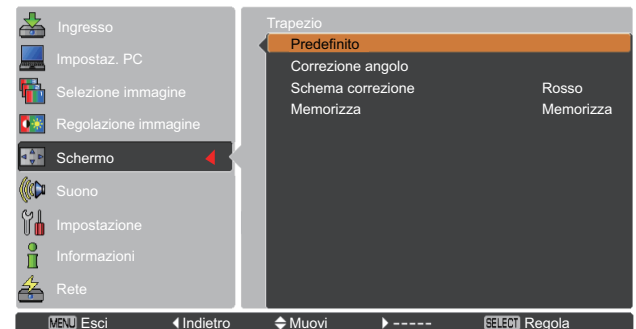 Ingresso
Impostaz. PC
Selezione immagine
Regolazione immagine
Schermo
Suono
Impostazione
Informazioni
Rete
Trapezio
Predefinito
Correzione angolo
Schema correzione Rosso
Memorizza Memorizza
MENU Esci Indietro Muovi ----- SELECT Regola